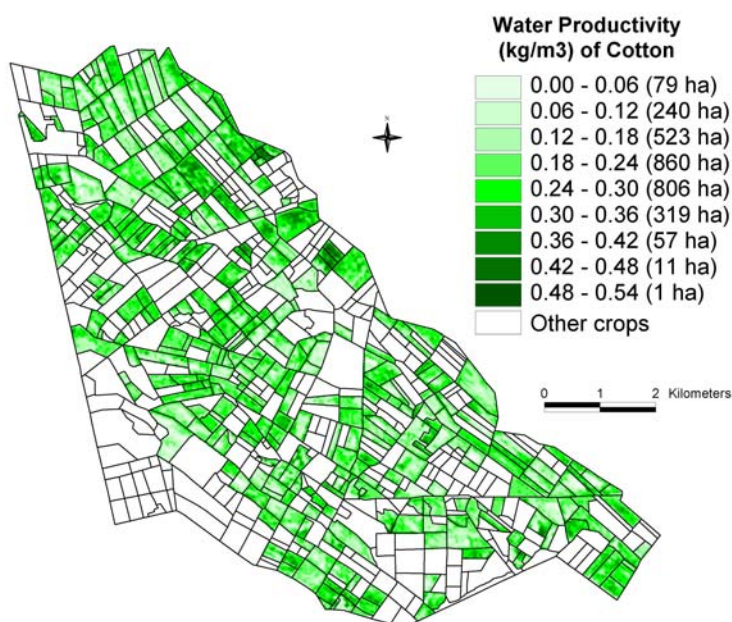 Water Productivity
(kg/m3) of Cotton
0.00 - 0.06 (79 ha)
0.06 - 0.12 (240 ha)
0.12 - 0.18 (523 ha)
0.18 - 0.24 (860 ha)
0.24 - 0.30 (806 ha)
0.30 - 0.36 (319 ha)
0.36 - 0.42 (57 ha)
0.42 - 0.48 (11 ha)
0.48 - 0.54 (1 ha)
Other crops
N
0 1 2 Kilometers